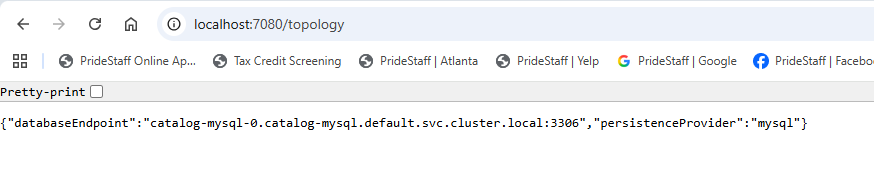 localhost:7080/topology
PrideStaff Online Ap... Tax Credit Screening PrideStaff | Atlanta PrideStaff | Yelp PrideStaff | Google PrideStaff | Facebo
Pretty-print
{"databaseEndpoint":"catalog-mysql-0.catalog-mysql.default.svc.cluster.local:3306","persistenceProvider":"mysql"}